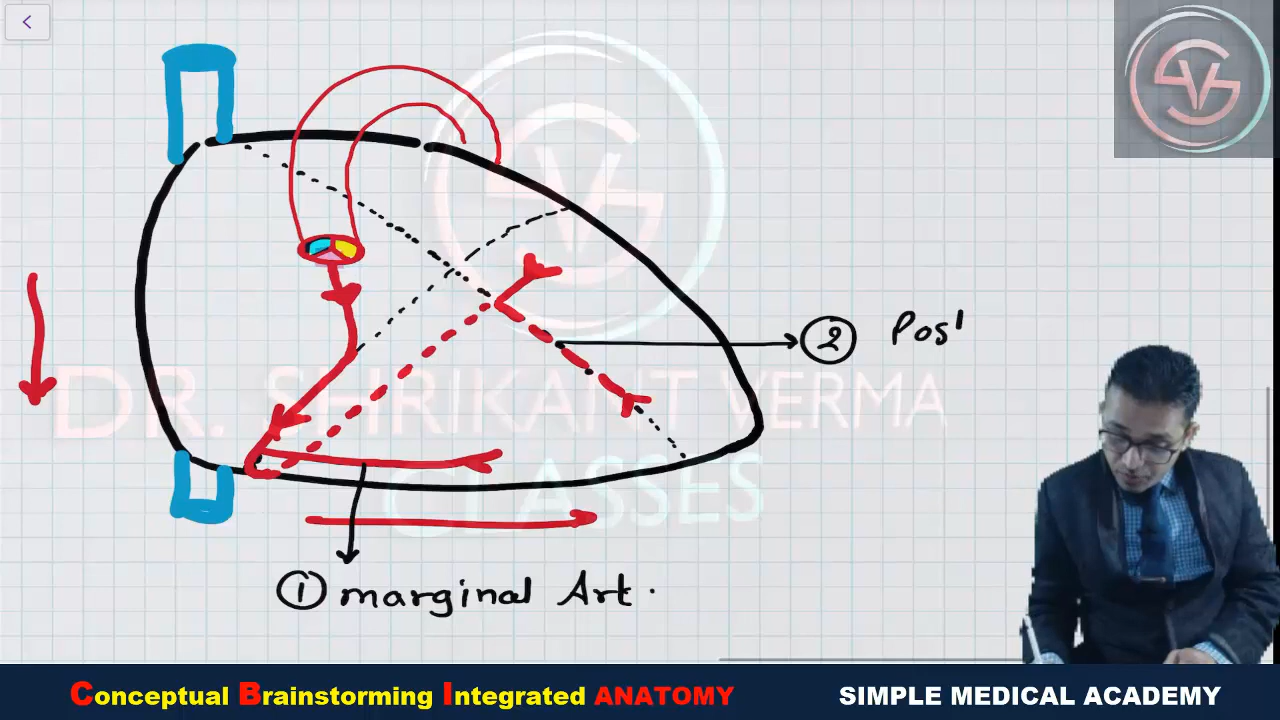 ② Pos
DR. SHRIKANT VERMA
CLASSES
① marginal Art.
Conceptual Brainstorming Integrated ANATOMY
SIMPLE MEDICAL ACADEMY